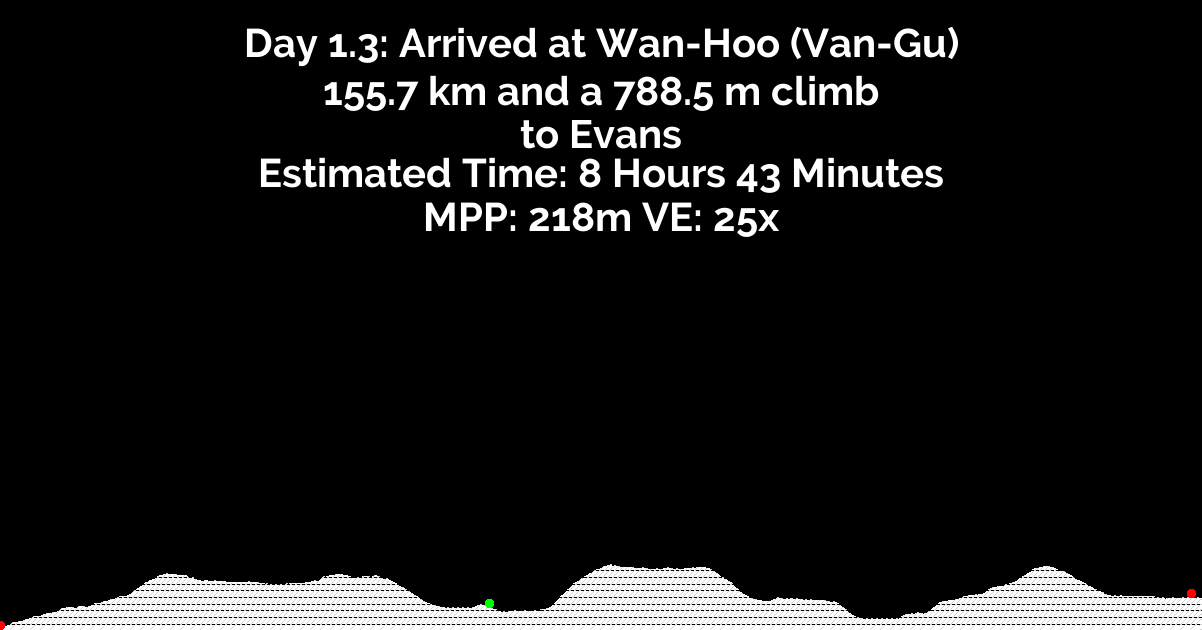 Day 1.3: Arrived at Wan-Hoo (Van-Gu)
155.7 km and a 788.5 m climb
to Evans
Estimated Time: 8 Hours 43 Minutes
MPP: 218m VE: 25x